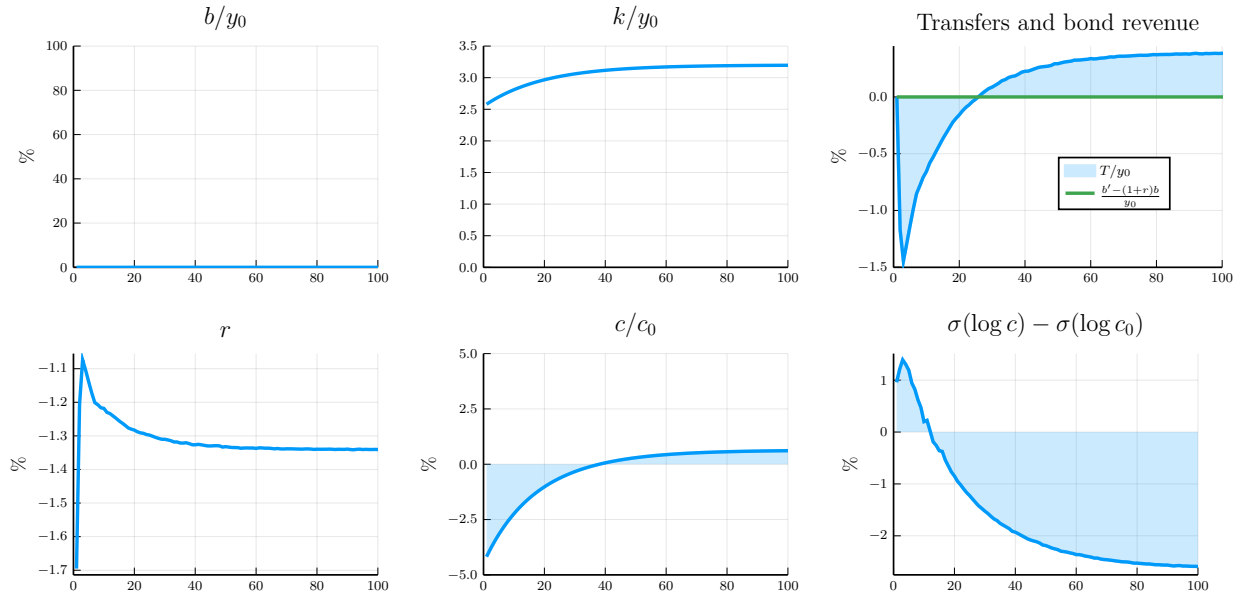 b/y₀
100
80
60
40
20
0
%
0 20 40 60 80 100
k/y₀
3.5
3.0
2.5
2.0
1.5
1.0
0.5
0.0
0 20 40 60 80 100
Transfers and bond revenue
0.0
−0.5
−1.0
−1.5
%
T/y₀
b′−(1+r)b
y₀
0 20 40 60 80 100
r
−1.1
−1.2
−1.3
−1.4
−1.5
−1.6
−1.7
%
0 20 40 60 80 100
c/c₀
5.0
2.5
0.0
−2.5
−5.0
%
0 20 40 60 80 100
σ(log c) − σ(log c₀)
1
0
−1
−2
%
0 20 40 60 80 100